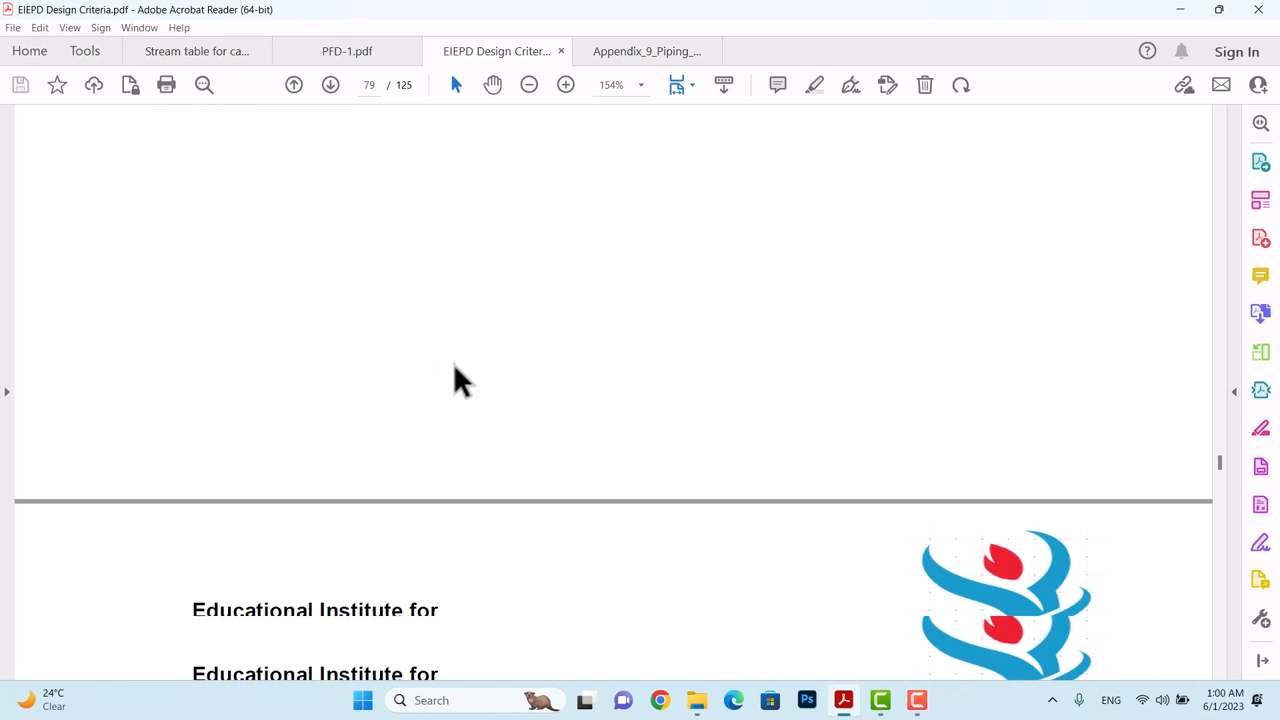 EIEPD Design Criteria.pdf - Adobe Acrobat Reader (64-bit)
File Edit View Sign Window Help
Home Tools Stream table for ca... PFD-1.pdf EIEPD Design Criter... × Appendix_9_Piping_... Sign In
79 / 125 154%
Educational Institute for
Educational Institute for
24°C
Clear
Search
ENG
1:00 AM
6/1/2023